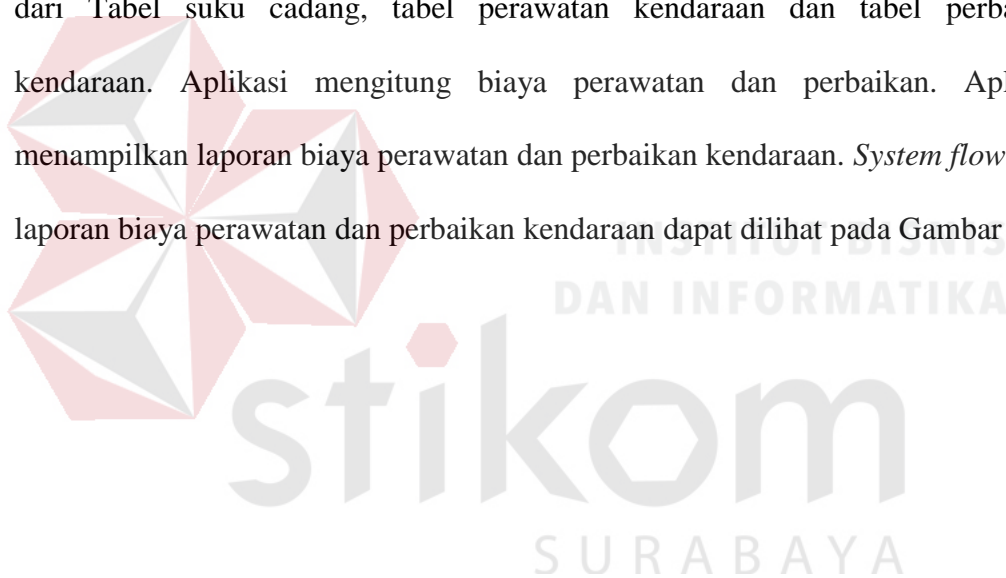 dari Tabel suku cadang, tabel perawatan kendaraan dan tabel
kendaraan. Aplikasi mengitung biaya perawatan dan perbaikan.
menampilkan laporan biaya perawatan dan perbaikan kendaraan. System flow
laporan biaya perawatan dan perbaikan kendaraan dapat dilihat pada Gambar
INSTITUT BISNIS
DAN INFORMATIKA
stikom
SURABAYA